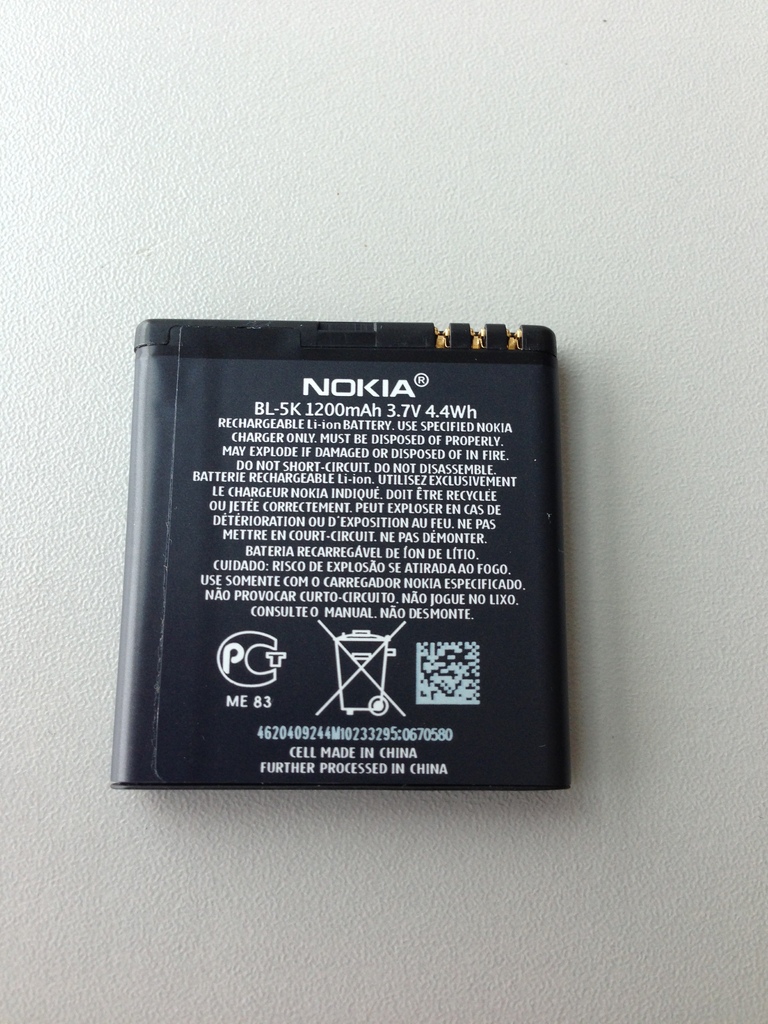 NOKIA®
BL-5K 1200mAh 3.7V 4.4Wh
RECHARGEABLE Li-ion BATTERY. USE SPECIFIED NOKIA
CHARGER ONLY. MUST BE DISPOSED OF PROPERLY.
MAY EXPLODE IF DAMAGED OR DISPOSED OF IN FIRE.
DO NOT SHORT-CIRCUIT. DO NOT DISASSEMBLE.
BATTERIE RECHARGEABLE Li-ion. UTILISEZ EXCLUSIVEMENT
LE CHARGEUR NOKIA INDIQUÉ. DOIT ÊTRE RECYCLÉE
OU JETÉE CORRECTEMENT. PEUT EXPLOSER EN CAS DE
DÉTÉRIORATION OU D'EXPOSITION AU FEU. NE PAS
METTRE EN COURT-CIRCUIT. NE PAS DÉMONTER.
BATERIA RECARREGÁVEL DE ÍON DE LÍTIO.
CUIDADO: RISCO DE EXPLOSÃO SE ATIRADA AO FOGO.
USE SOMENTE COM O CARREGADOR NOKIA ESPECIFICADO.
NÃO PROVOCAR CURTO-CIRCUITO. NÃO JOGUE NO LIXO.
CONSULTE O MANUAL. NÃO DESMONTE.
PCT
ME 83
4620409244M10233295:0670580
CELL MADE IN CHINA
FURTHER PROCESSED IN CHINA